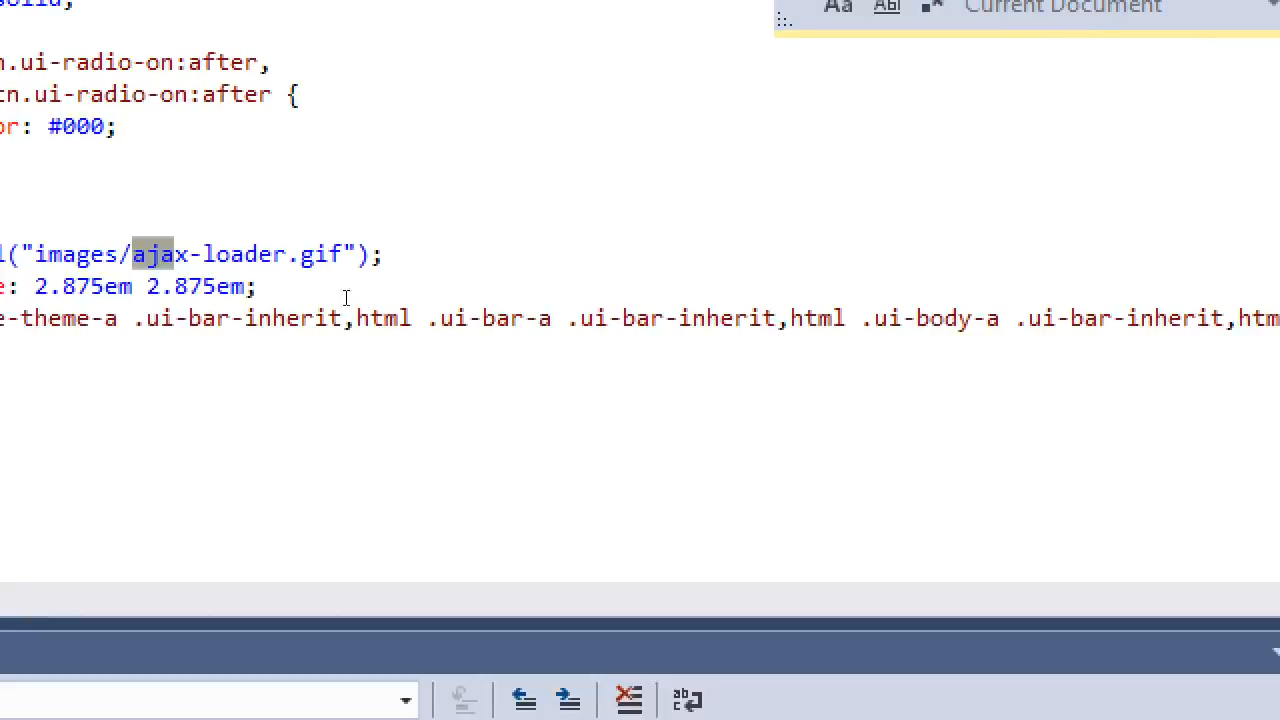 solid;
Aa Abl .* Current Document
n.ui-radio-on:after,
tn.ui-radio-on:after {
or: #000;
l("images/ajax-loader.gif");
e: 2.875em 2.875em;
e-theme-a .ui-bar-inherit,html .ui-bar-a .ui-bar-inherit,html .ui-body-a .ui-bar-inherit,htm